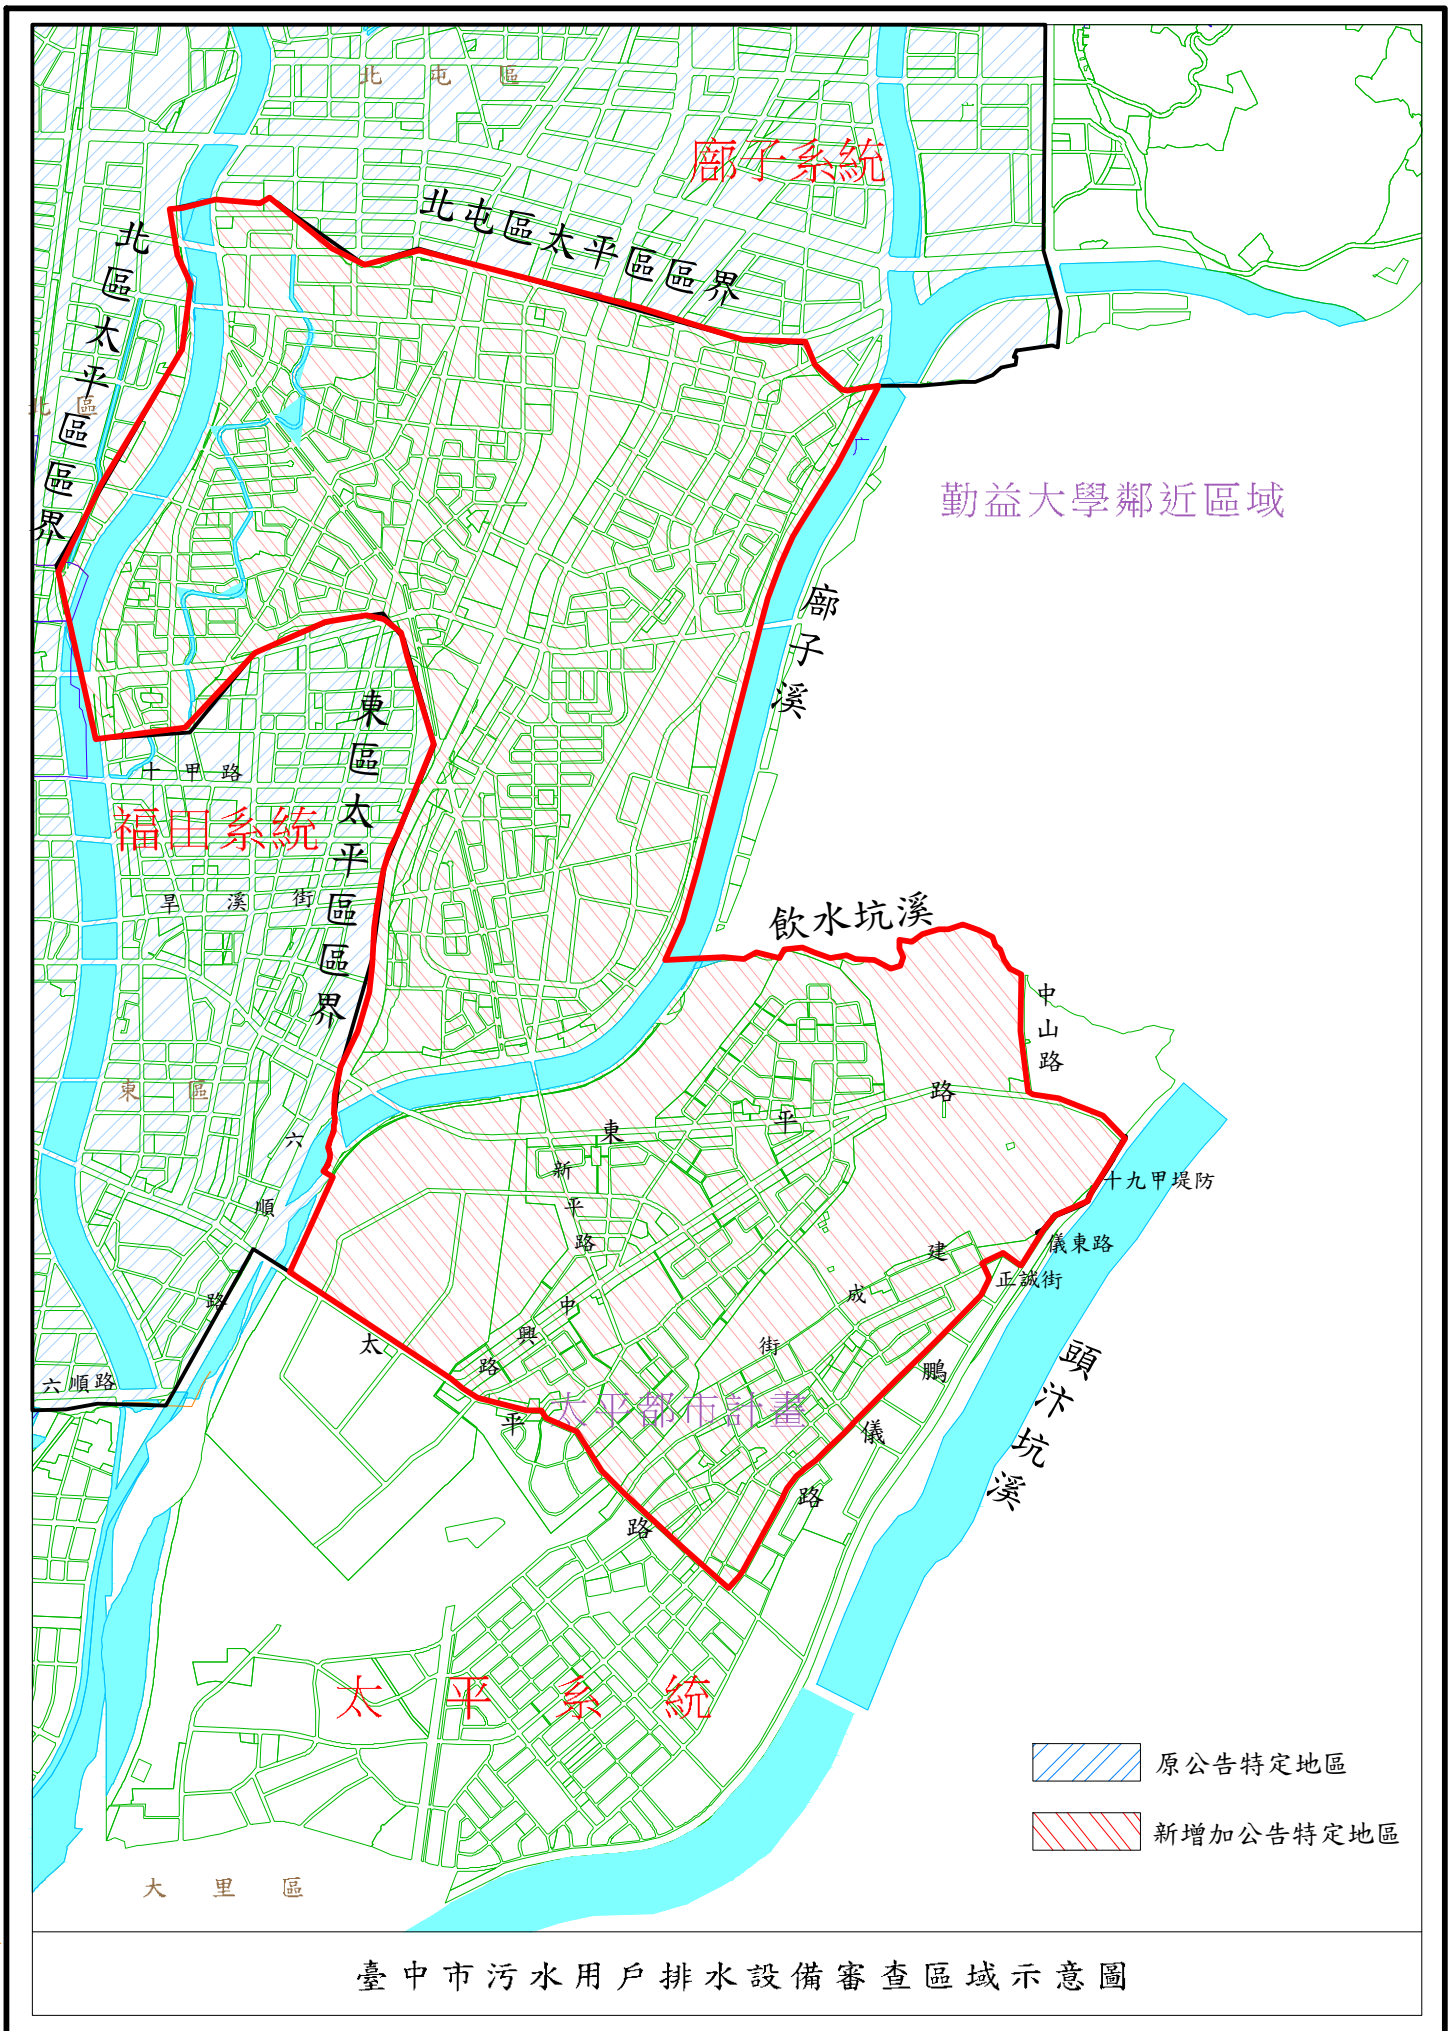 北屯區
廍子系統
北屯區太平區區界
北區太平區區界
北區
勤益大學鄰近區域
廍子溪
東區太平區區界
十甲路
福田系統
旱溪街
飲水坑溪
中山路
東區
東平路
六順路
新平路
十九甲堤防
建成街
儀東路
正誠街
中興路
太平路
鵬儀路
頭汴坑溪
六順路
太平都市計畫
太平系統
原公告特定地區
新增加公告特定地區
大里區
臺中市污水用戶排水設備審查區域示意圖